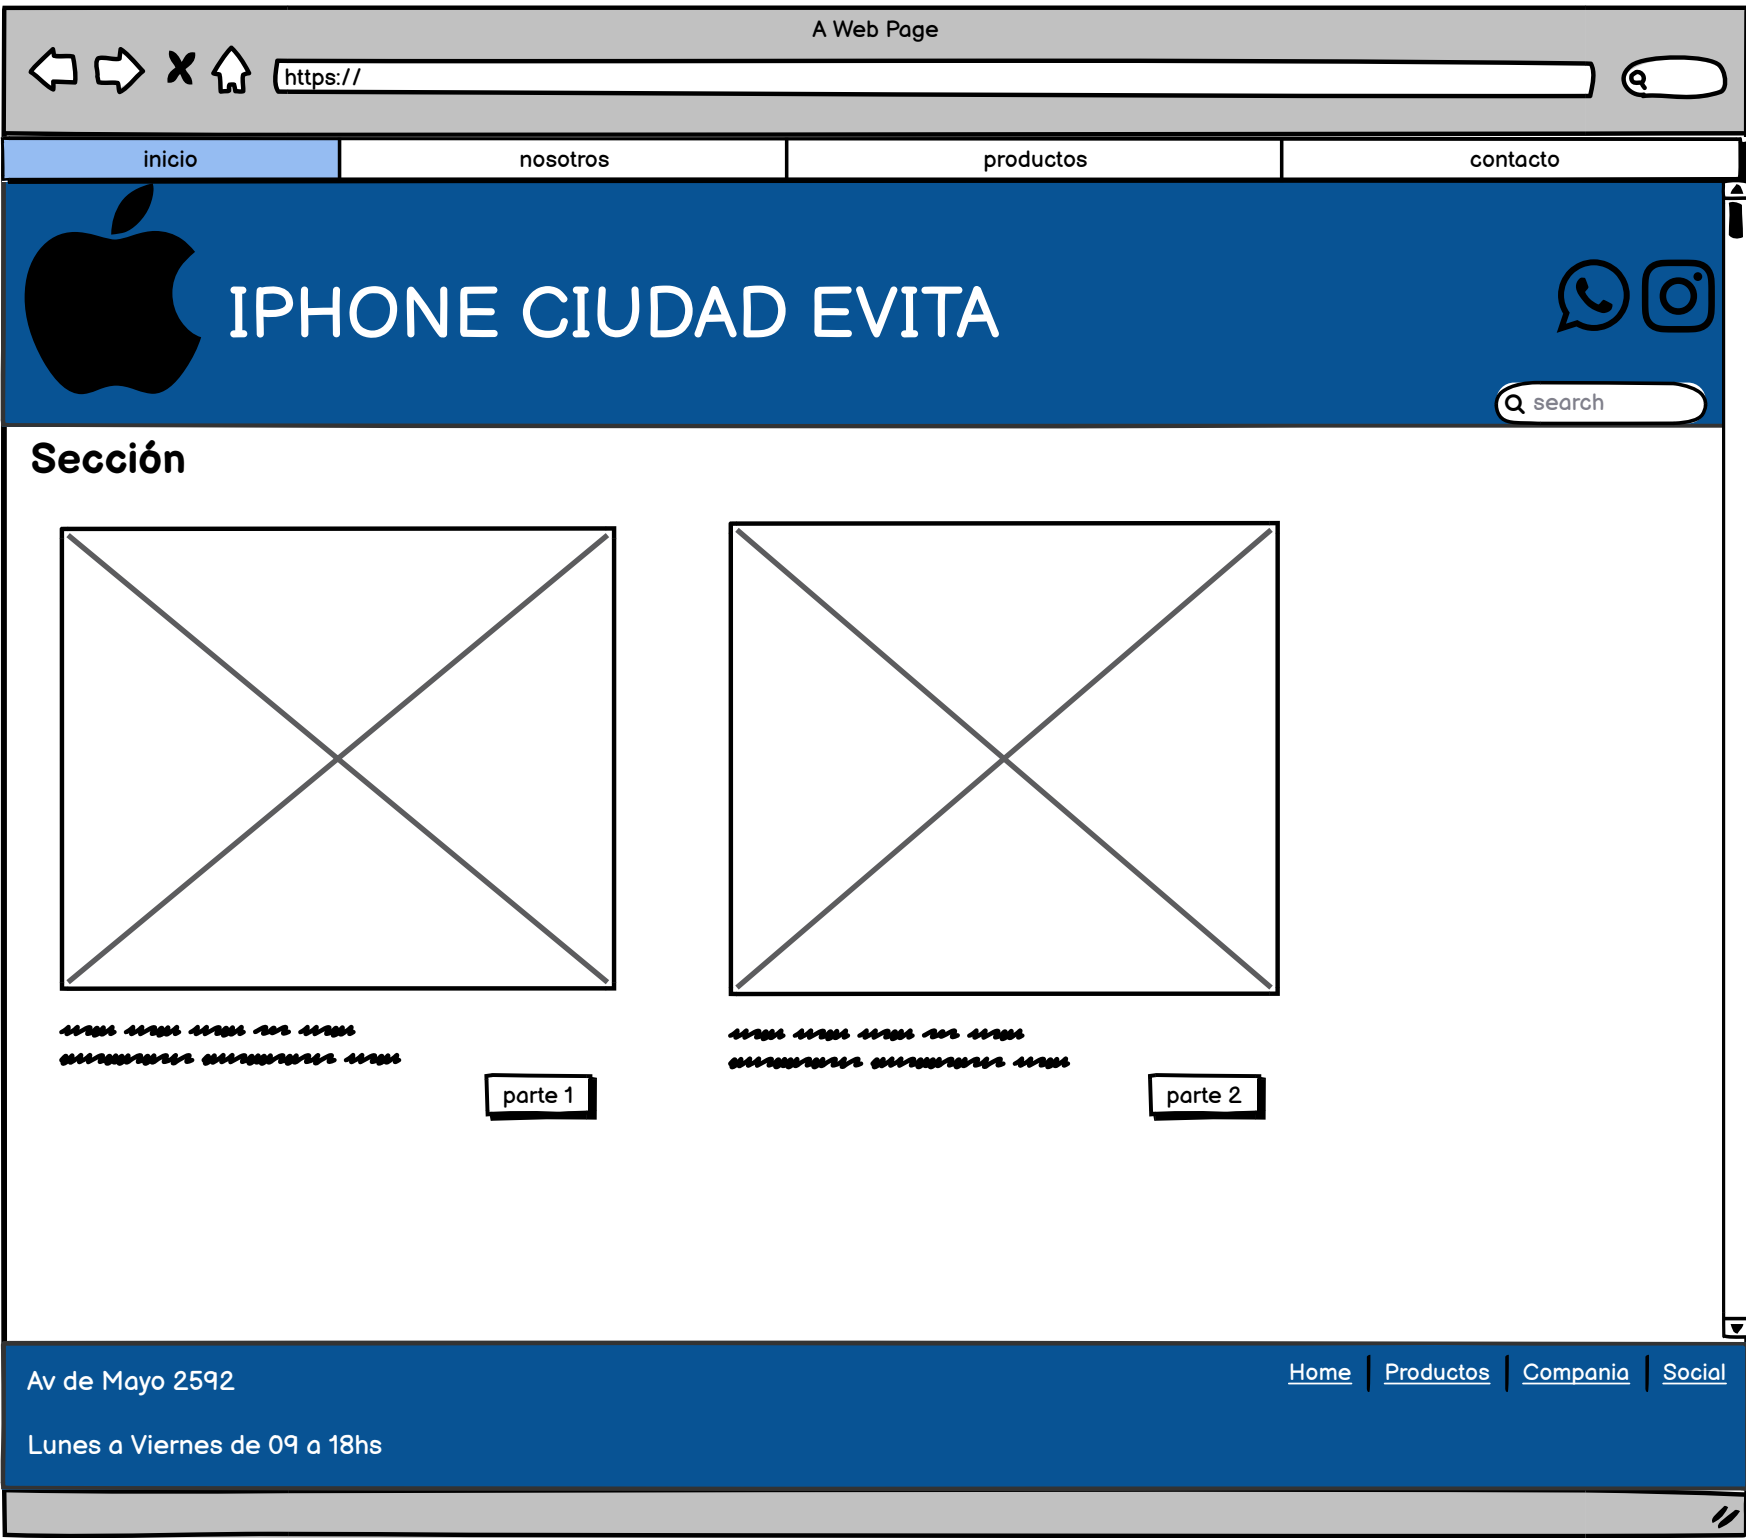 A Web Page
https://
inicio nosotros productos contacto
IPHONE CIUDAD EVITA
search
Sección
parte 1
parte 2
Av de Mayo 2592
Home Productos Compania Social
Lunes a Viernes de 09 a 18hs